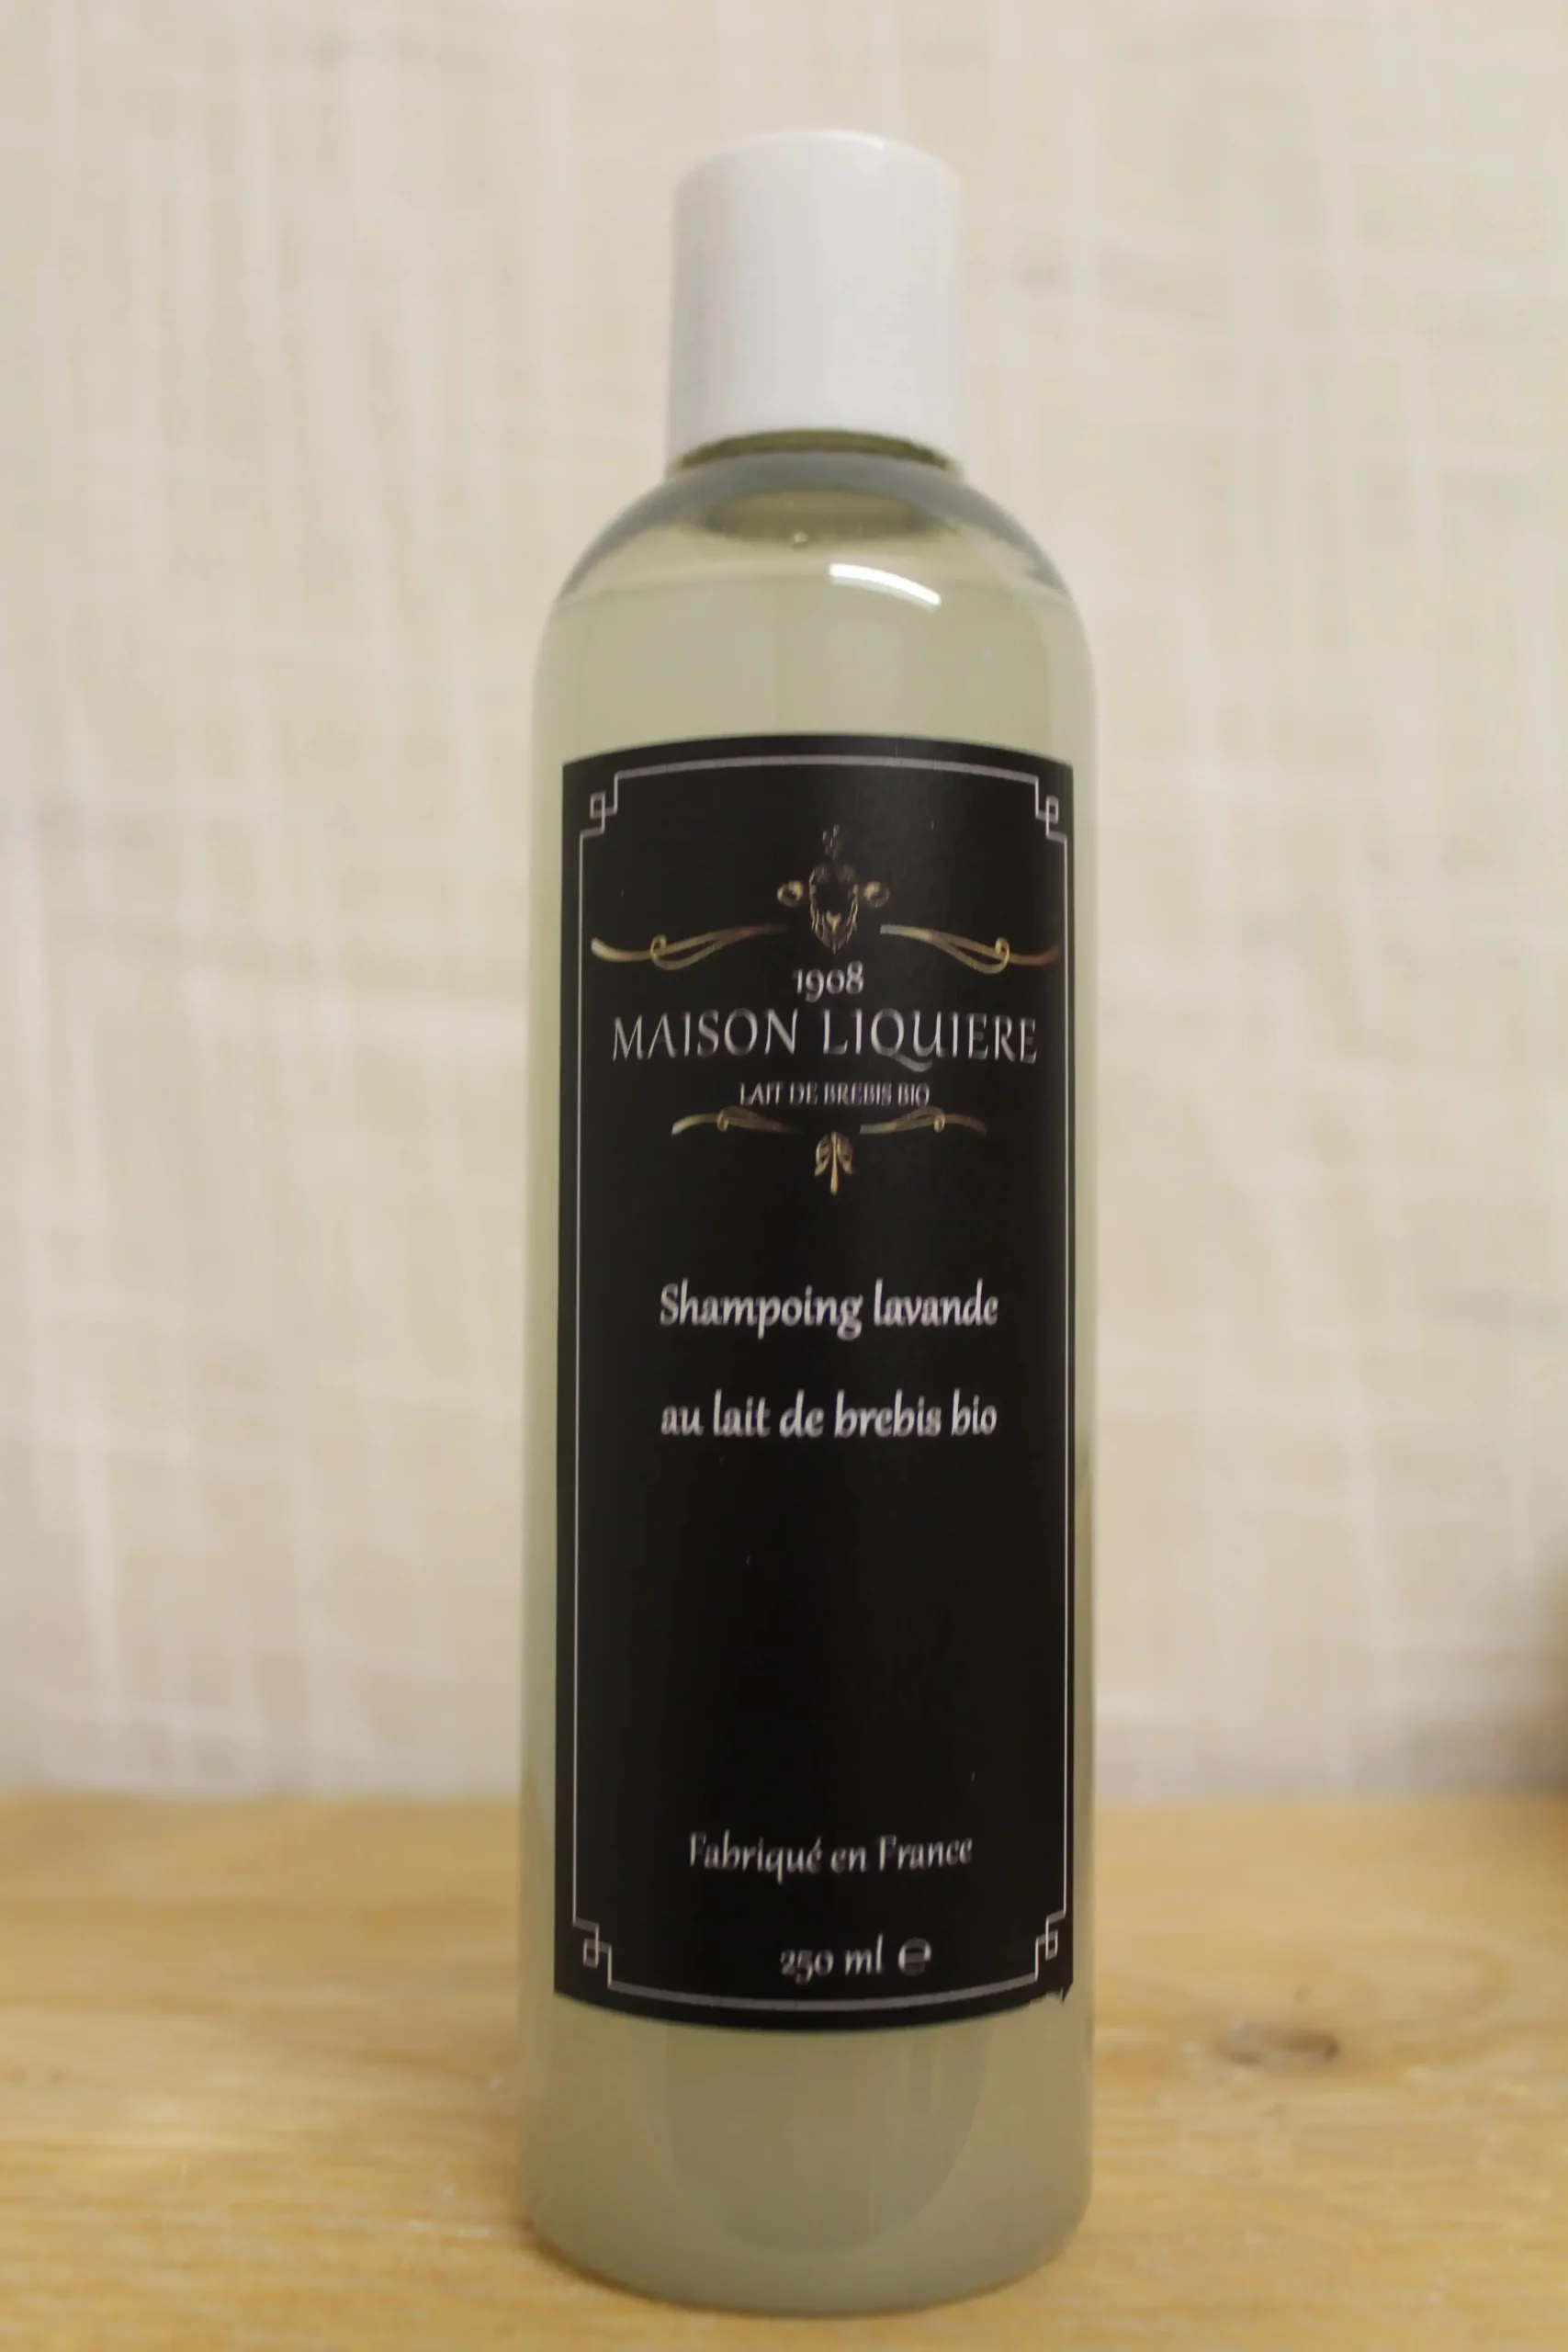 1908
MAISON LIQUIERE
LAIT DE BREBIS BIO
Shampoing lavande
au lait de brebis bio
Fabriqué en France
250 ml ℮